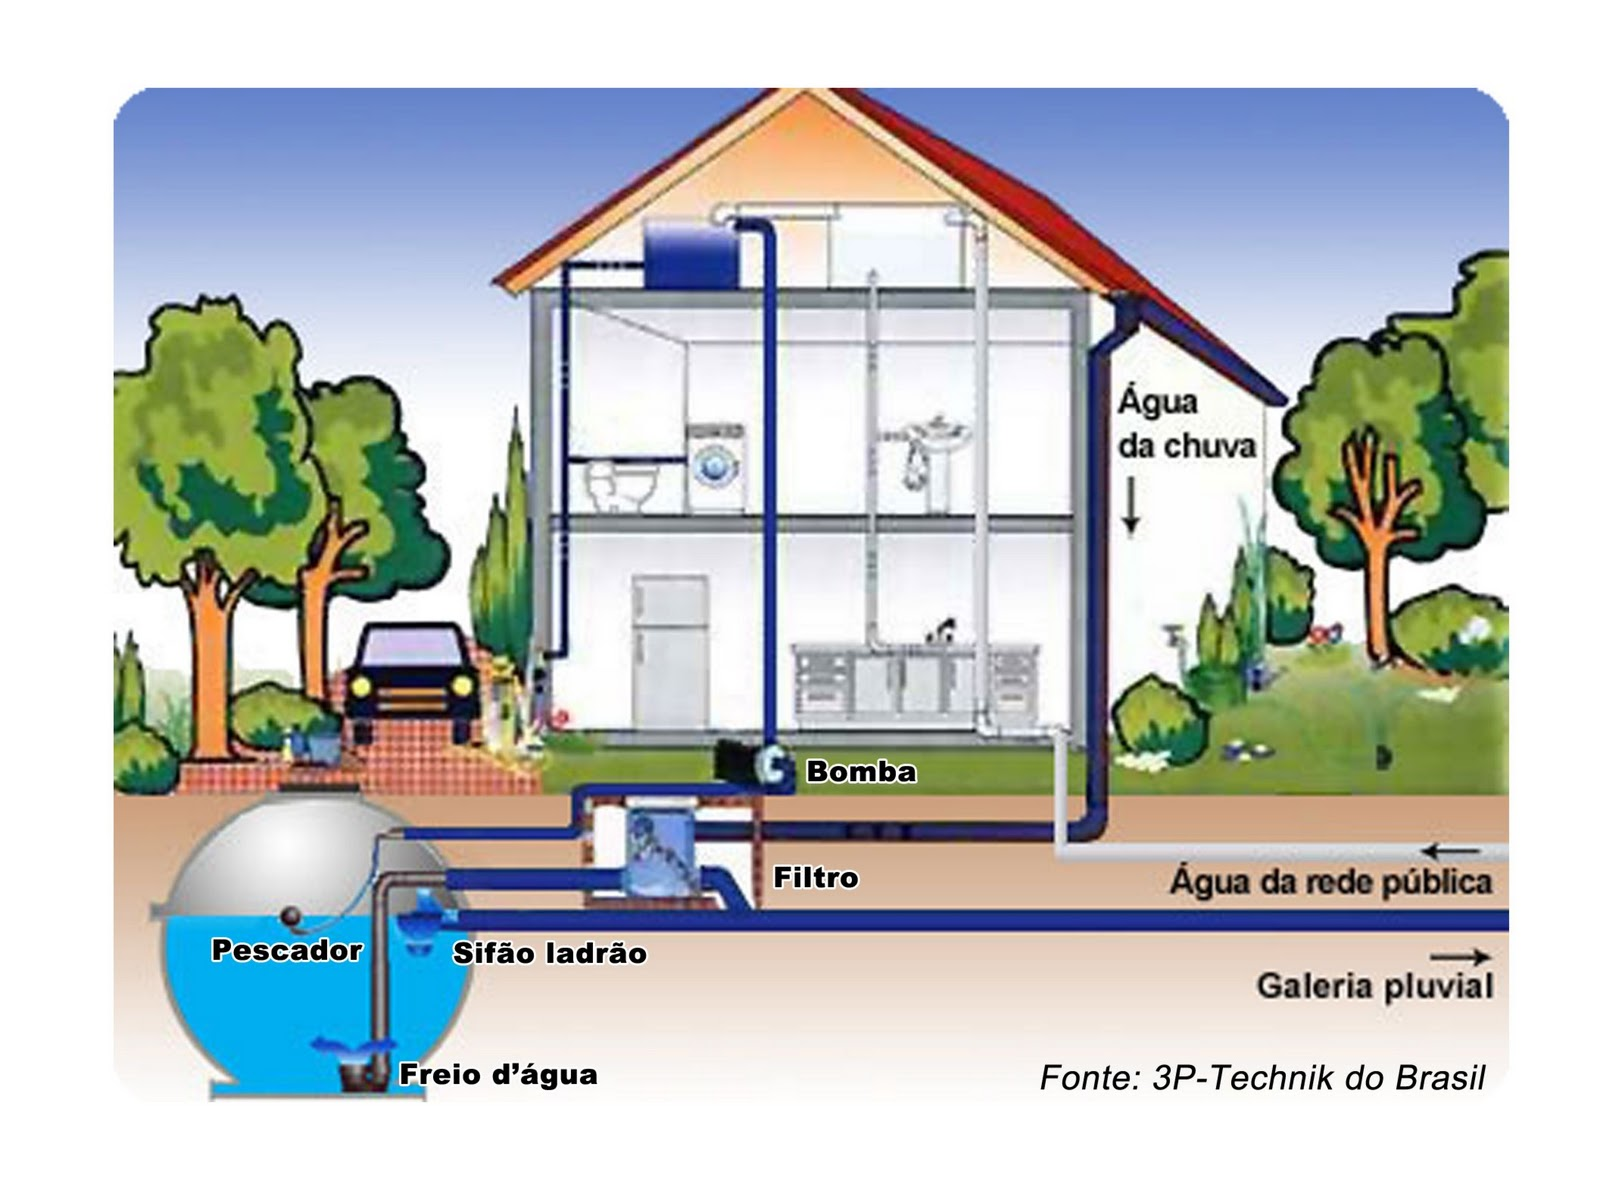 Água
da chuva
Bomba
Filtro
Água da rede pública
Pescador
Sifão ladrão
Galeria pluvial
Freio d’água
Fonte: 3P-Technik do Brasil